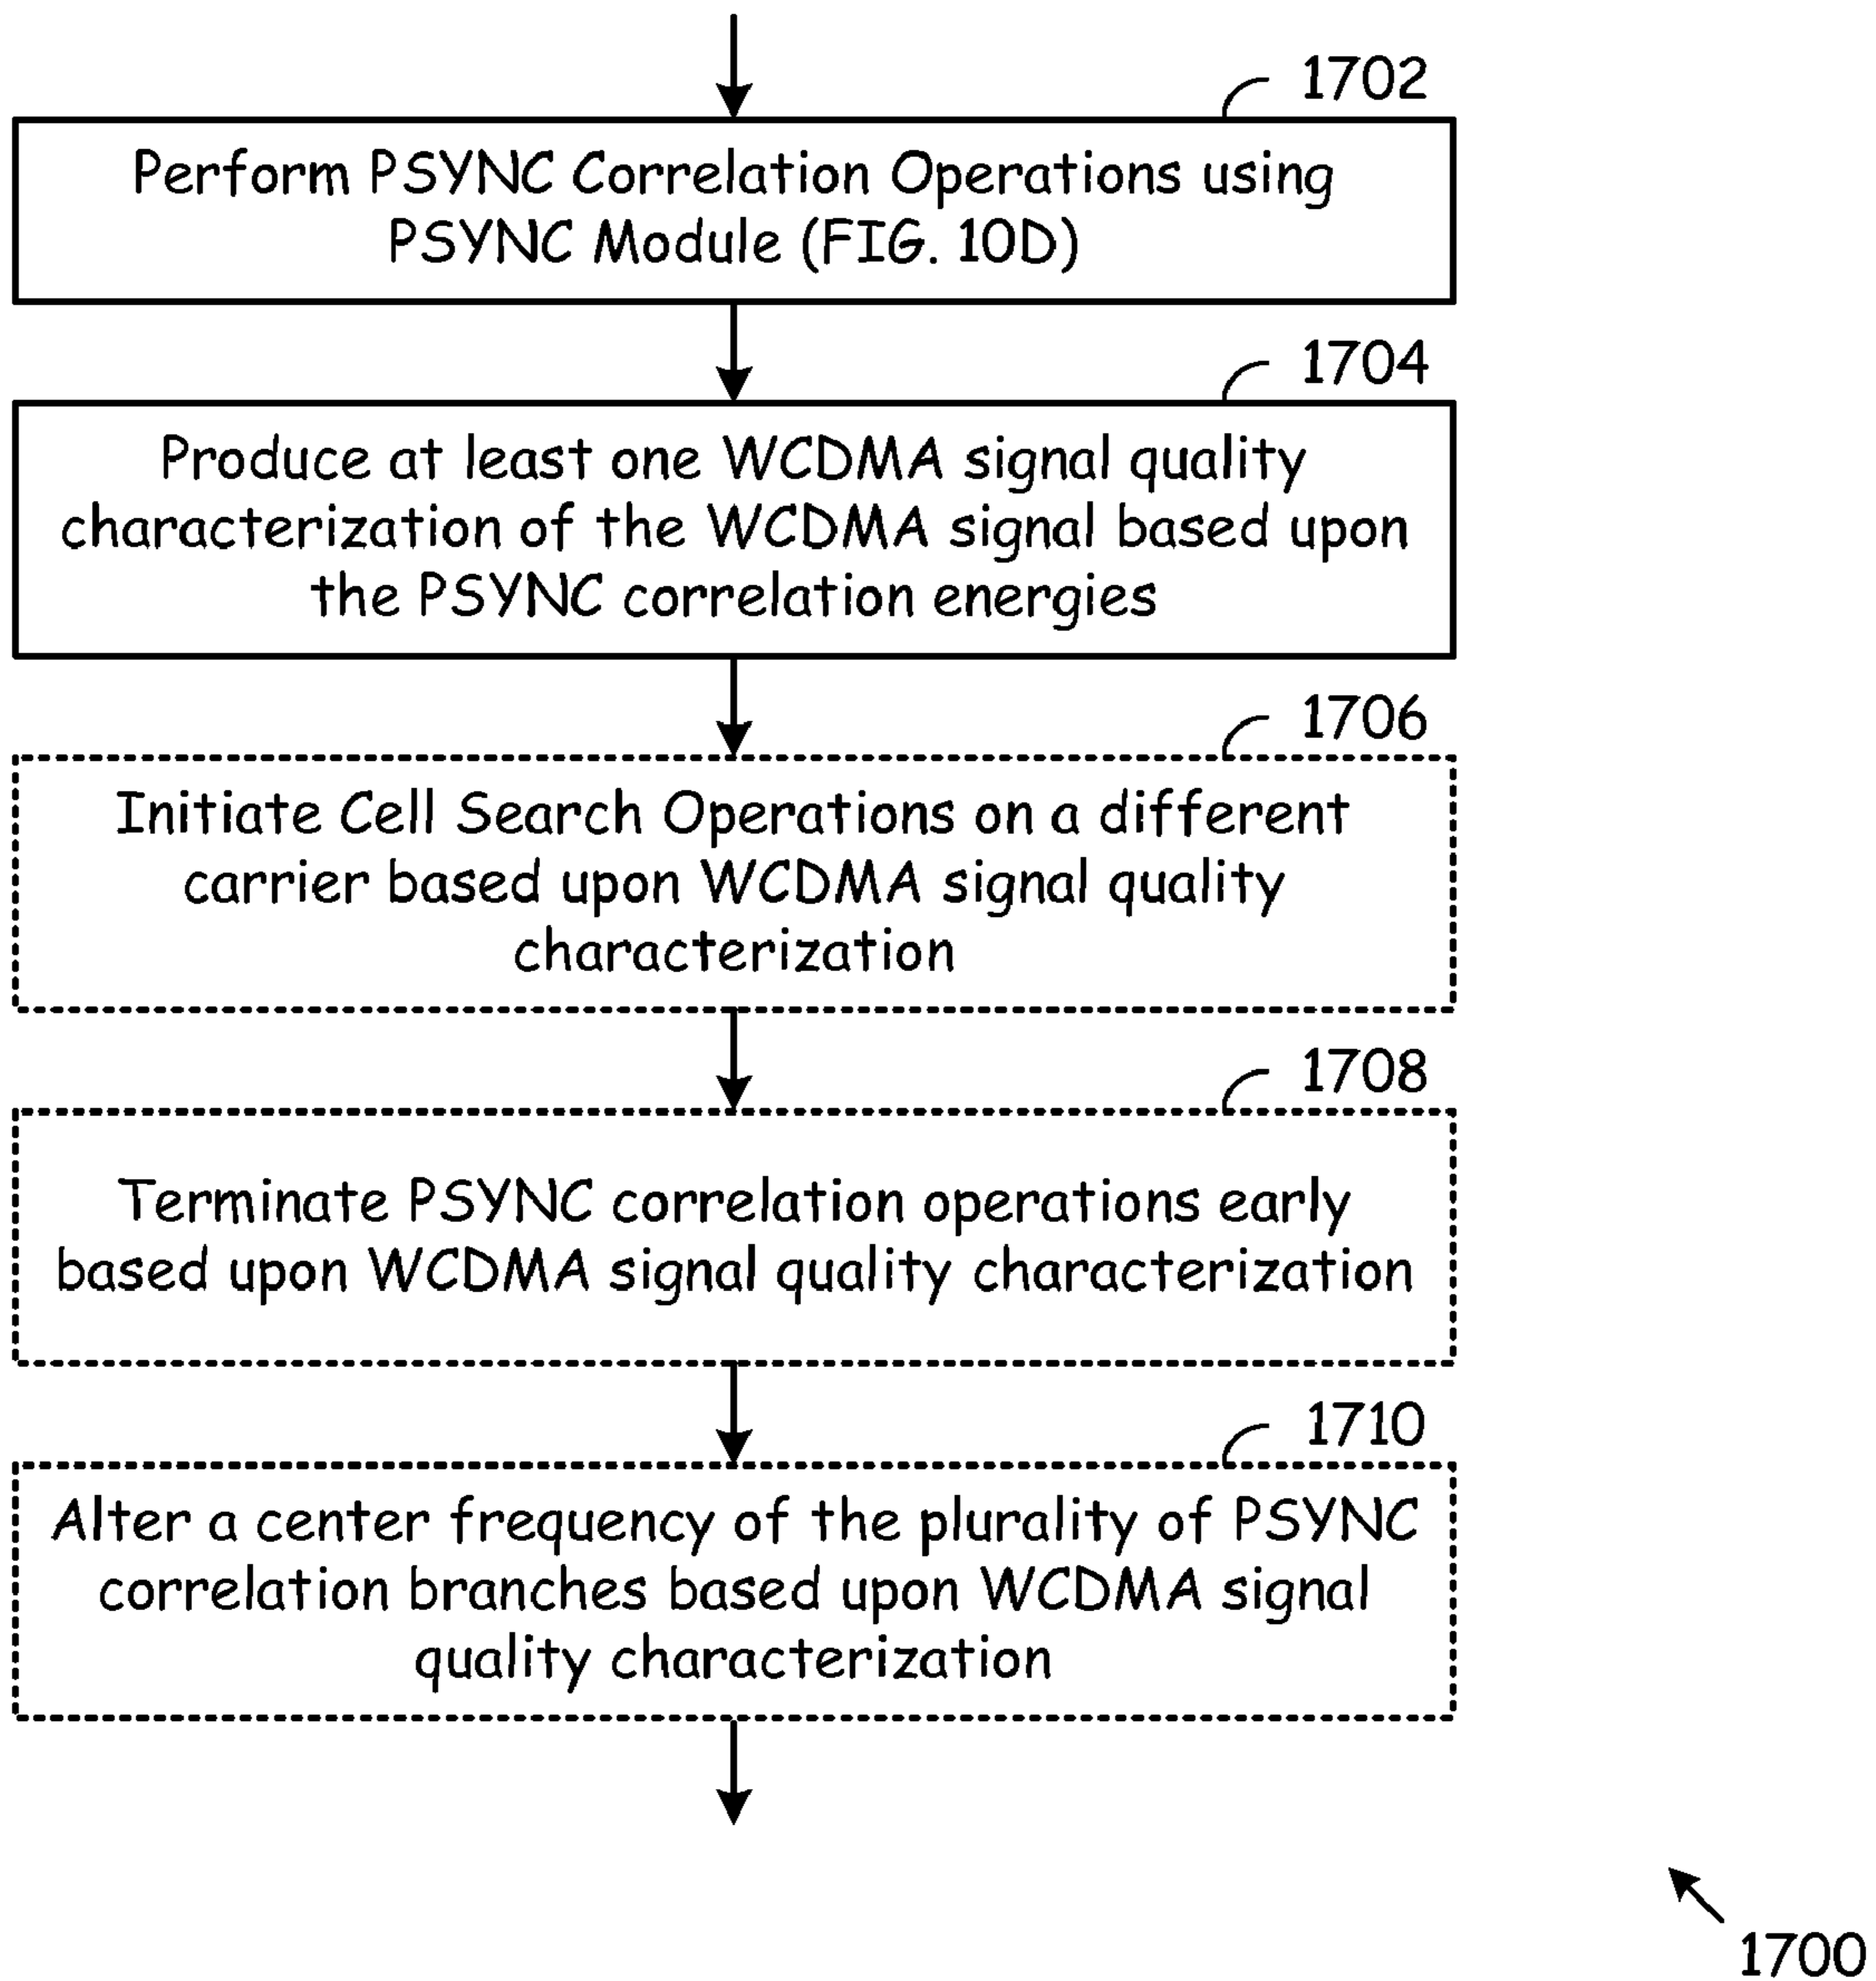 1702
Perform PSYNC Correlation Operations using
PSYNC Module (FIG. 10D)
1704
Produce at least one WCDMA signal quality
characterization of the WCDMA signal based upon
the PSYNC correlation energies
1706
Initiate Cell Search Operations on a different
carrier based upon WCDMA signal quality
characterization
1708
Terminate PSYNC correlation operations early
based upon WCDMA signal quality characterization
1710
Alter a center frequency of the plurality of PSYNC
correlation branches based upon WCDMA signal
quality characterization
1700